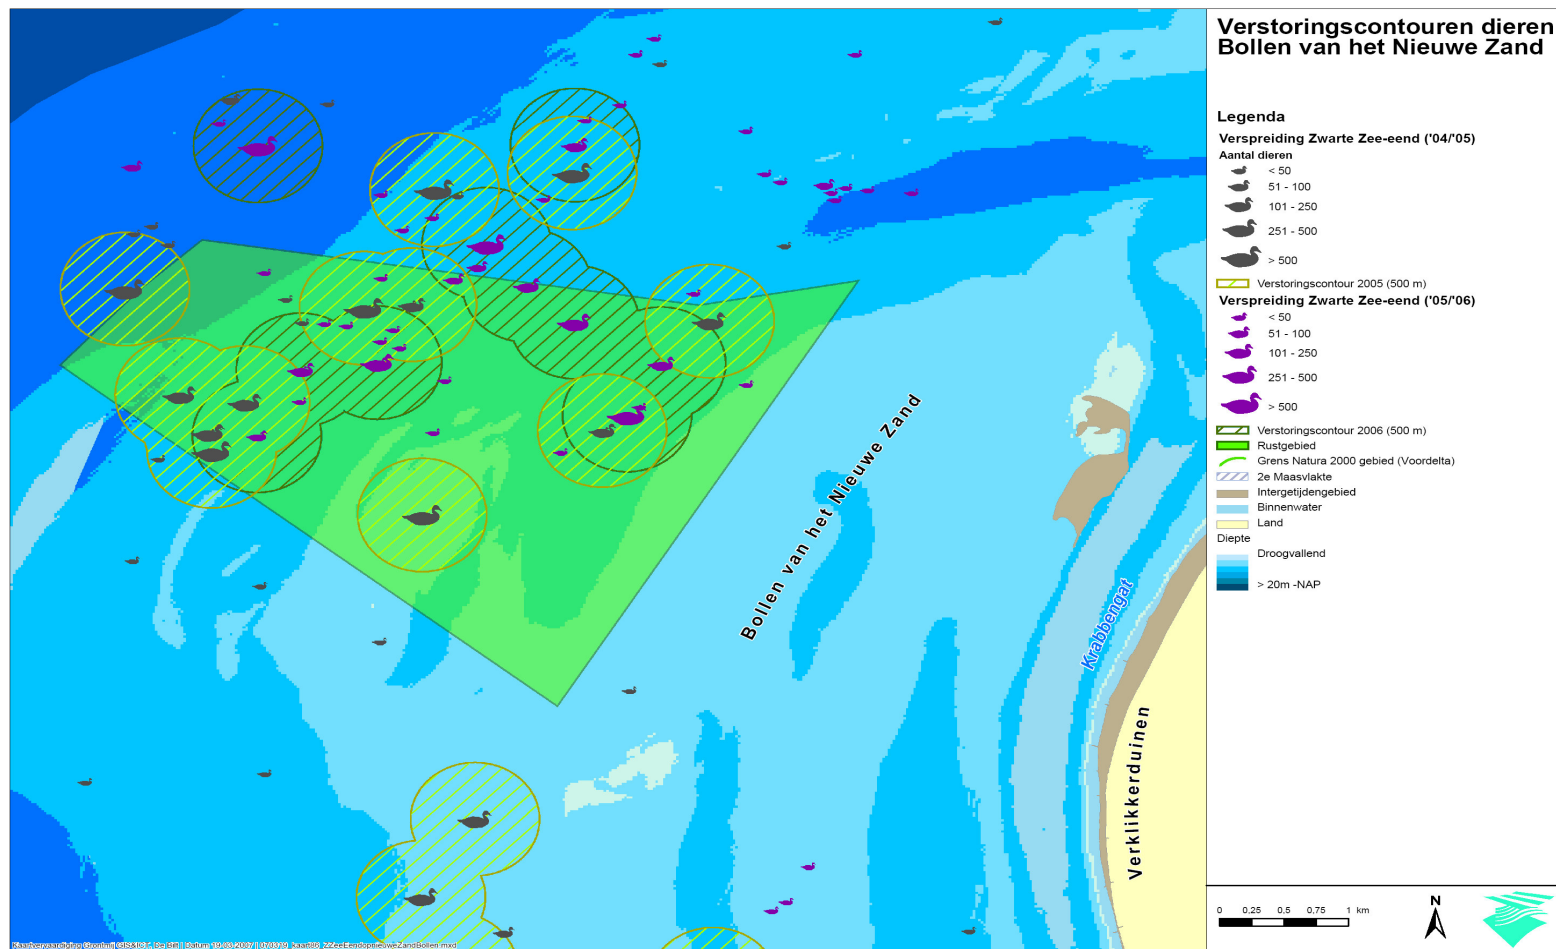 Verstoringscontouren dieren
Bollen van het Nieuwe Zand
Legenda
Verspreiding Zwarte Zee-eend ('04/'05)
Aantal dieren
< 50
51 - 100
101 - 250
251 - 500
> 500
Verstoringscontour 2005 (500 m)
Verspreiding Zwarte Zee-eend ('05/'06)
< 50
51 - 100
101 - 250
251 - 500
> 500
Verstoringscontour 2006 (500 m)
Rustgebied
Grens Natura 2000 gebied (Voordelta)
2e Maasvlakte
Intergetijdengebied
Binnenwater
Land
Diepte
Droogvallend
> 20m -NAP
Bollen van het Nieuwe Zand
Krabbengat
Verklikkerduinen
0 0,25 0,5 0,75 1 km
N